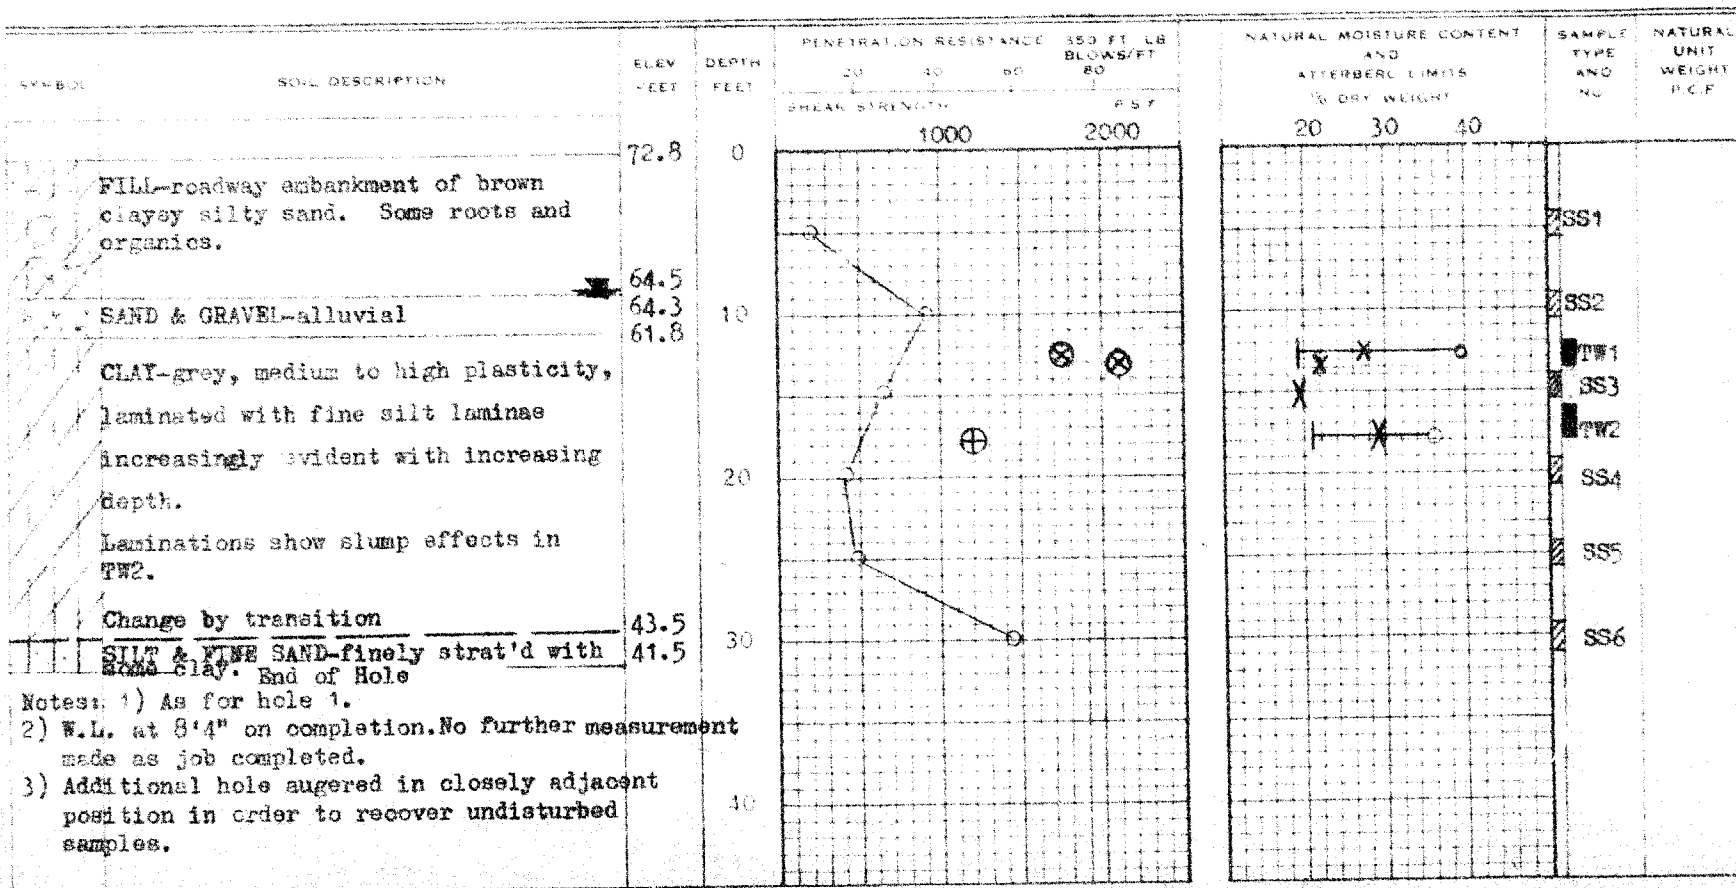 SYMBOL
SOIL DESCRIPTION
ELEV
FEET
DEPTH
FEET
PENETRATION RESISTANCE 350 FT LB
BLOWS/FT
20 40 60 80
SHEAR STRENGTH P S F
1000 2000
NATURAL MOISTURE CONTENT
AND
ATTERBERG LIMITS
% DRY WEIGHT
20 30 40
SAMPLE
TYPE
AND
NO
NATURAL
UNIT
WEIGHT
P.C.F
72.8 0
FILL-roadway embankment of brown
clayey silty sand. Some roots and
organics.
SS1
64.5
64.3
SAND & GRAVEL-alluvial
10
SS2
61.8
CLAY-grey, medium to high plasticity,
laminated with fine silt laminae
increasingly evident with increasing
depth.
TW1
SS3
TW2
20
SS4
Laminations show slump effects in
TW2.
SS5
Change by transition
43.5
30
SS6
SILT & FINE SAND-finely strat'd with
41.5
some clay. End of Hole
Notes: 1) As for hole 1.
2) W.L. at 8'4" on completion.No further measurement
made as job completed.
3) Additional hole augered in closely adjacent
position in order to recover undisturbed
samples.
40